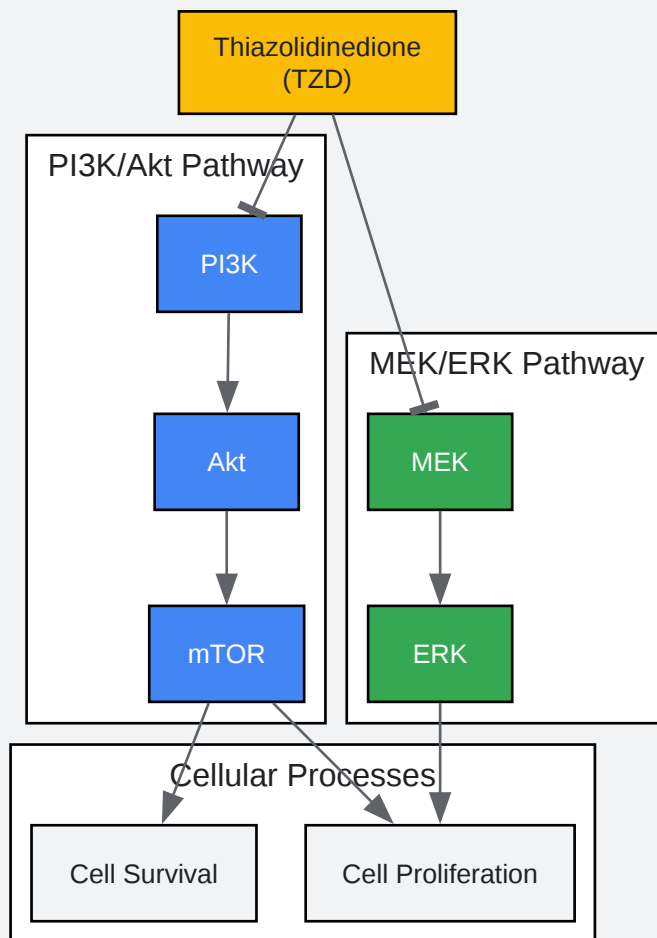 Thiazolidinedione
(TZD)
PI3K/Akt Pathway
PI3K
MEK/ERK Pathway
Akt
MEK
mTOR
ERK
Cellular Processes
Cell Survival
Cell Proliferation